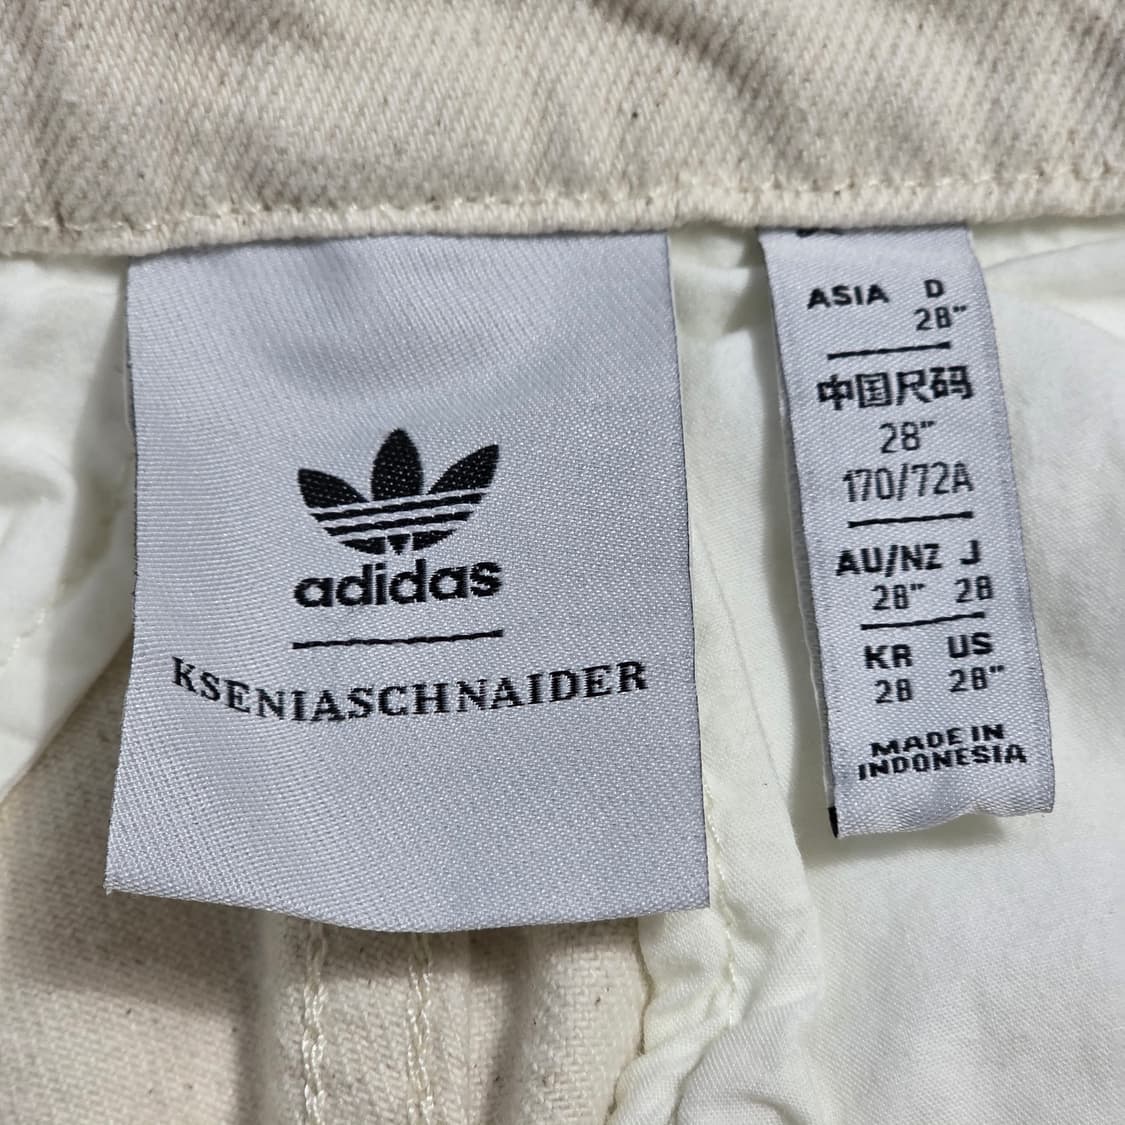 adidas
KSENIASCHNAIDER
ASIA D
28"
中国尺码
28"
170/72A
AU/NZ J
28" 28
KR US
28 28"
MADE IN
INDONESIA